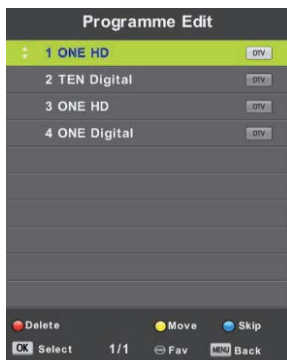 Programme Edit
1 ONE HD DTV
2 TEN Digital DTV
3 ONE HD DTV
4 ONE Digital DTV
Delete Move Skip
OK Select 1/1 Fav MENU Back